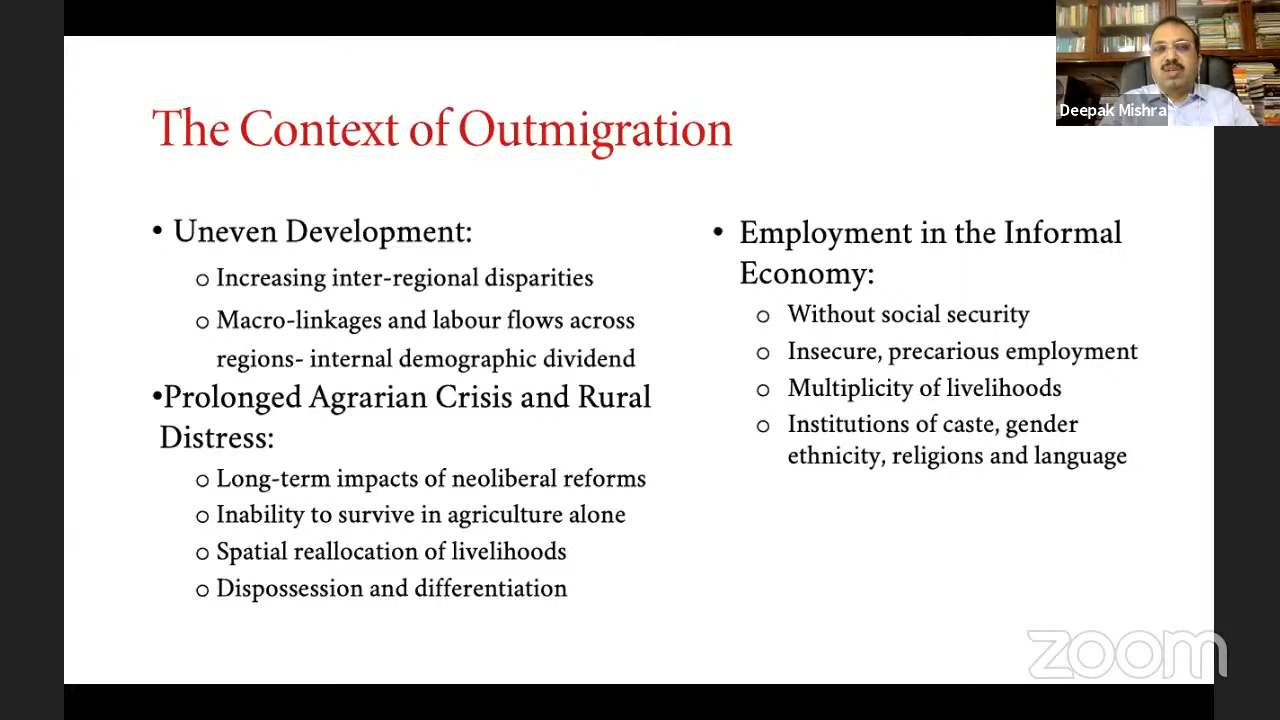 The Context of Outmigration
• Uneven Development:
o Increasing inter-regional disparities
o Macro-linkages and labour flows across
regions- internal demographic dividend
•Prolonged Agrarian Crisis and Rural
Distress:
o Long-term impacts of neoliberal reforms
o Inability to survive in agriculture alone
o Spatial reallocation of livelihoods
o Dispossession and differentiation
• Employment in the Informal
Economy:
o Without social security
o Insecure, precarious employment
o Multiplicity of livelihoods
o Institutions of caste, gender
ethnicity, religions and language
Deepak Mishra
zoom